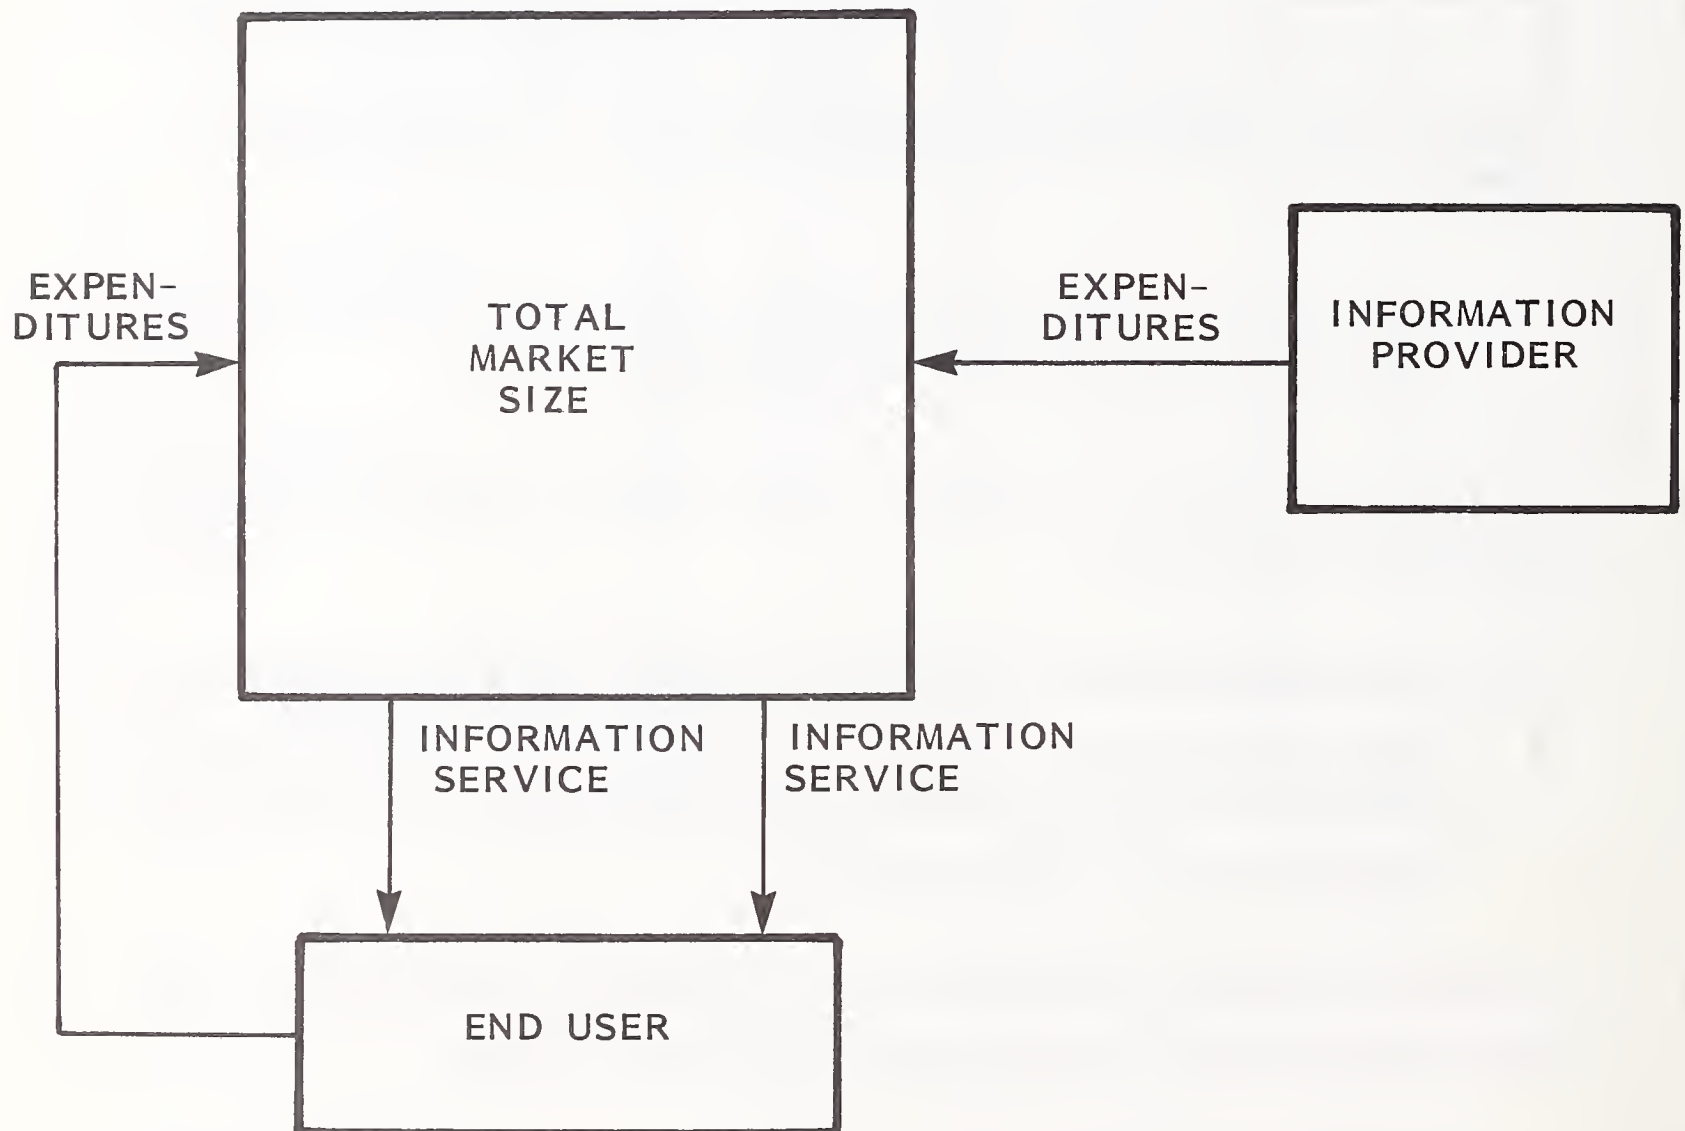 EXPEN-
DITURES
TOTAL
MARKET
SIZE
EXPEN-
DITURES
INFORMATION
PROVIDER
INFORMATION
SERVICE
INFORMATION
SERVICE
END USER